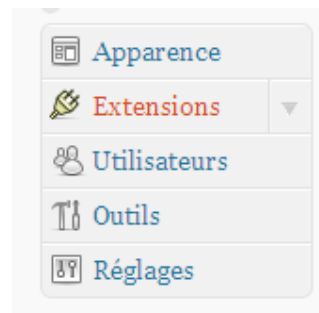 Apparence
Extensions
Utilisateurs
Outils
Réglages